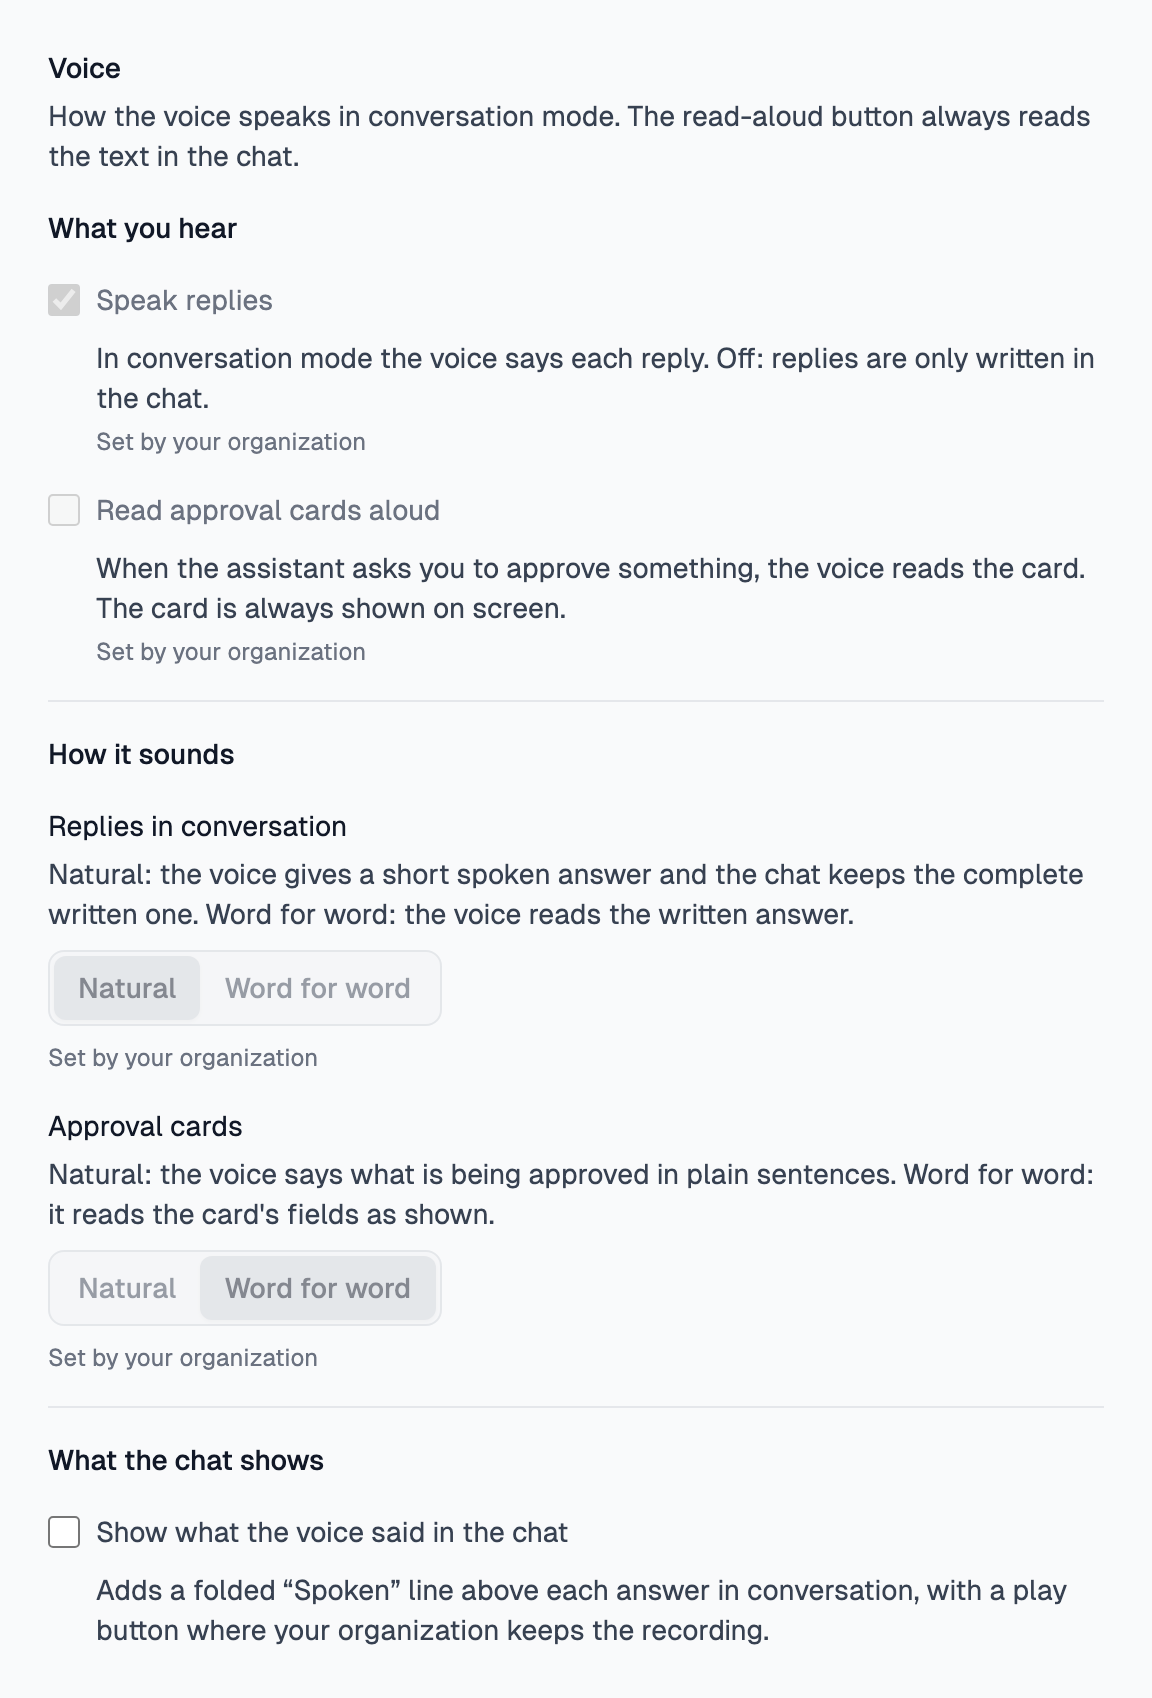 Voice
How the voice speaks in conversation mode. The read-aloud button always reads
the text in the chat.
What you hear
Speak replies
In conversation mode the voice says each reply. Off: replies are only written in
the chat.
Set by your organization
Read approval cards aloud
When the assistant asks you to approve something, the voice reads the card.
The card is always shown on screen.
Set by your organization
How it sounds
Replies in conversation
Natural: the voice gives a short spoken answer and the chat keeps the complete
written one. Word for word: the voice reads the written answer.
Natural Word for word
Set by your organization
Approval cards
Natural: the voice says what is being approved in plain sentences. Word for word:
it reads the card's fields as shown.
Natural Word for word
Set by your organization
What the chat shows
Show what the voice said in the chat
Adds a folded “Spoken” line above each answer in conversation, with a play
button where your organization keeps the recording.